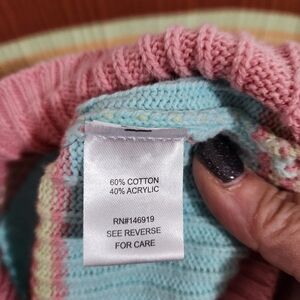 60% COTTON
40% ACRYLIC
RN#146919
SEE REVERSE
FOR CARE